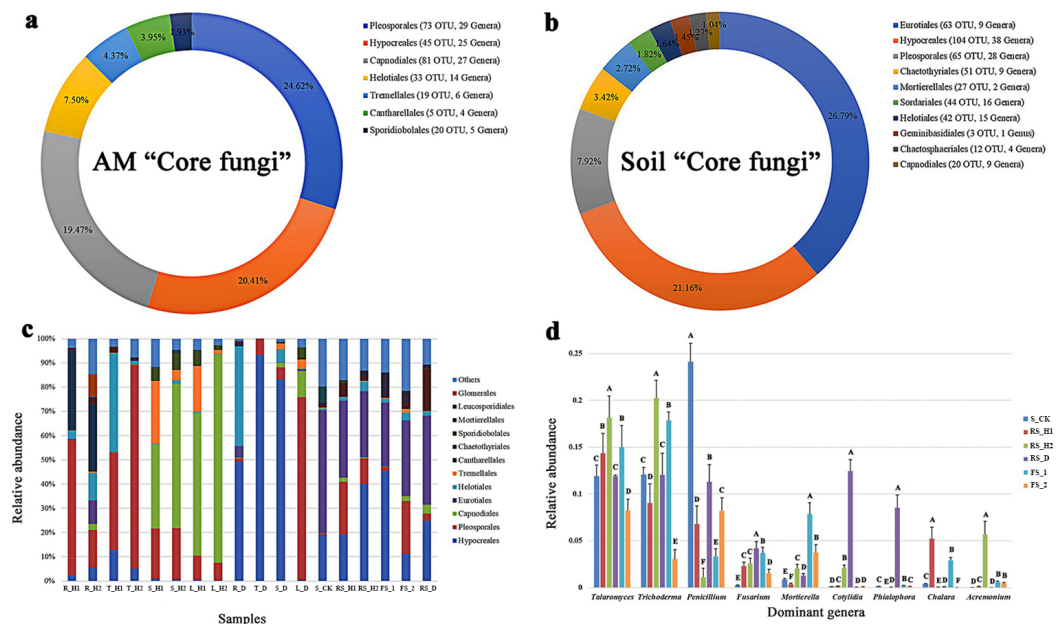 a
3.95%
1.93%
4.37%
7.50%
24.62%
19.47%
20.41%
AM “Core fungi”
Pleosporales (73 OTU, 29 Genera)
Hypocreales (45 OTU, 25 Genera)
Capnodiales (81 OTU, 27 Genera)
Helotiales (33 OTU, 14 Genera)
Tremellales (19 OTU, 6 Genera)
Cantharellales (5 OTU, 4 Genera)
Sporidiobolales (20 OTU, 5 Genera)
b
1.04%
1.27%
1.45%
1.64%
1.82%
2.72%
3.42%
7.92%
26.79%
21.16%
Soil “Core fungi”
Eurotiales (63 OTU, 9 Genera)
Hypocreales (104 OTU, 38 Genera)
Pleosporales (65 OTU, 28 Genera)
Chaetothyriales (51 OTU, 9 Genera)
Mortierellales (27 OTU, 2 Genera)
Sordariales (44 OTU, 16 Genera)
Helotiales (42 OTU, 15 Genera)
Geminibasidiales (3 OTU, 1 Genus)
Chaetosphaeriales (12 OTU, 4 Genera)
Capnodiales (20 OTU, 9 Genera)
c
Relative abundance
100%
90%
80%
70%
60%
50%
40%
30%
20%
10%
0%
R_H1 R_H2 T_H1 T_H2 S_H1 S_H2 L_H1 L_H2 R_D T_D S_D L_D S_CK RS_H1 RS_H2 FS_1 FS_2 RS_D
Samples
Others
Glomerales
Leucosporidiales
Mortierellales
Sporidiobolales
Chaetothyriales
Cantharellales
Tremellales
Helotiales
Eurotiales
Capnodiales
Pleosporales
Hypocreales
d
Relative abundance
0.25
0.2
0.15
0.1
0.05
0
C B A C B D
C D A C B E
A D F B E C
E C C A B D
E F C D A B
E E B A E E
C E D A B C
C A E D B F
D C A D B B
Talaromyces Trichoderma Penicillium Fusarium Mortierella Cotylidia Phialophora Chalara Acremonium
Dominant genera
S_CK
RS_H1
RS_H2
RS_D
FS_1
FS_2